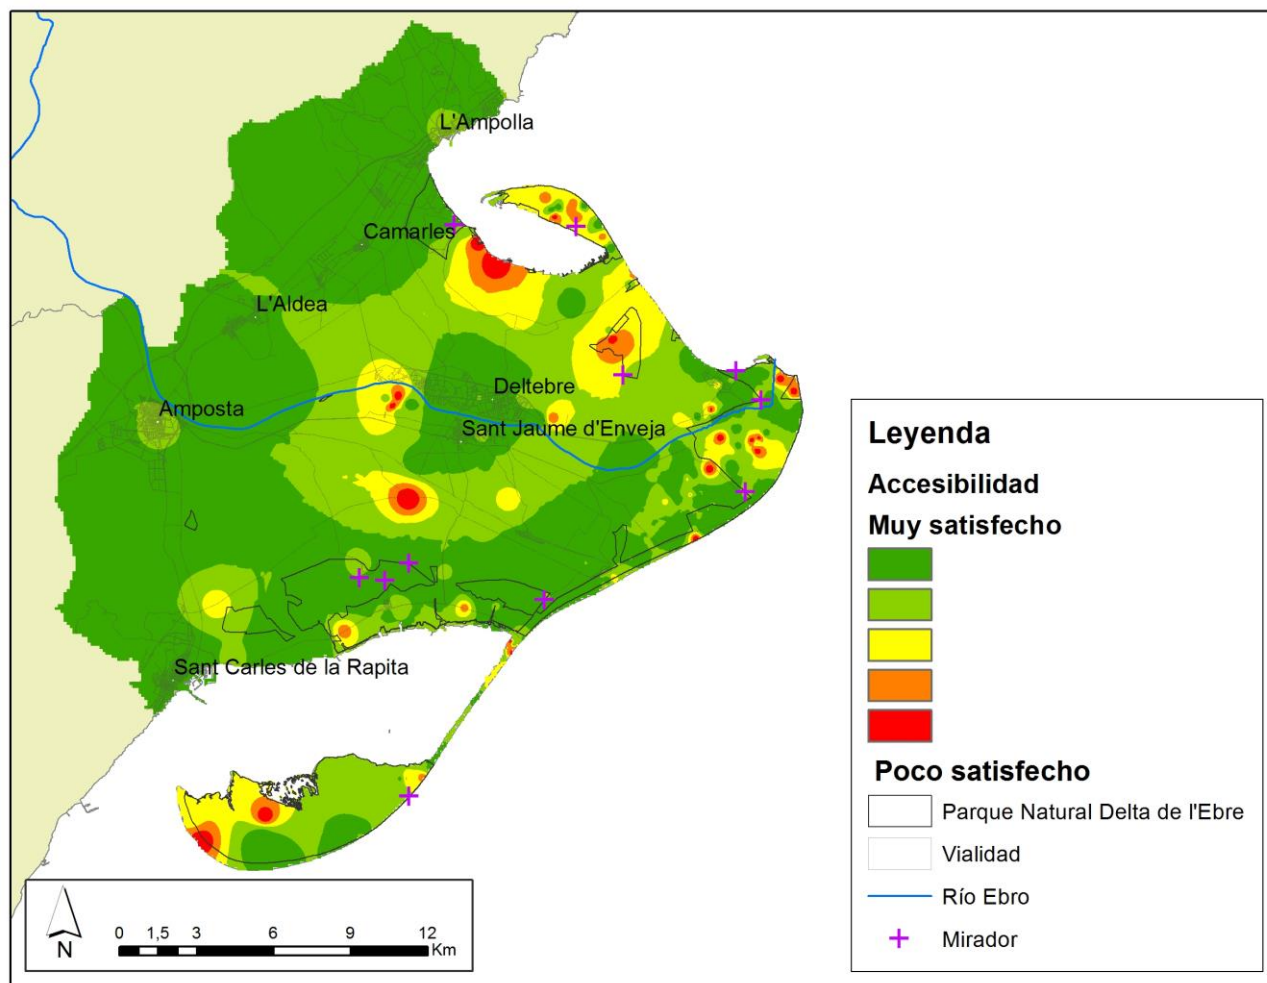 L'Ampolla
Camarles
L'Aldea
Deltebre
Amposta
Sant Jaume d'Enveja
Sant Carles de la Rapita
Leyenda
Accesibilidad
Muy satisfecho
Poco satisfecho
Parque Natural Delta de l'Ebre
Vialidad
Río Ebro
Mirador
N
0 1,5 3 6 9 12
Km